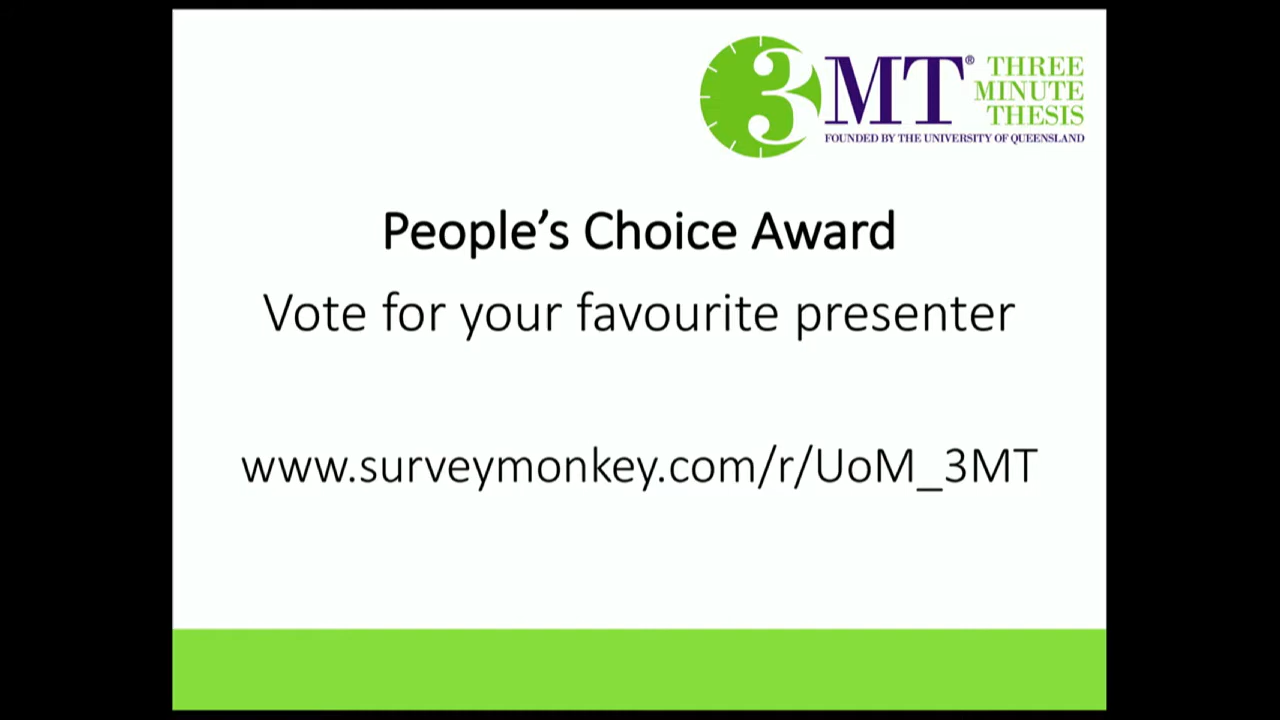 3MT® THREE
MINUTE
THESIS
FOUNDED BY THE UNIVERSITY OF QUEENSLAND
People's Choice Award
Vote for your favourite presenter
www.surveymonkey.com/r/UoM_3MT